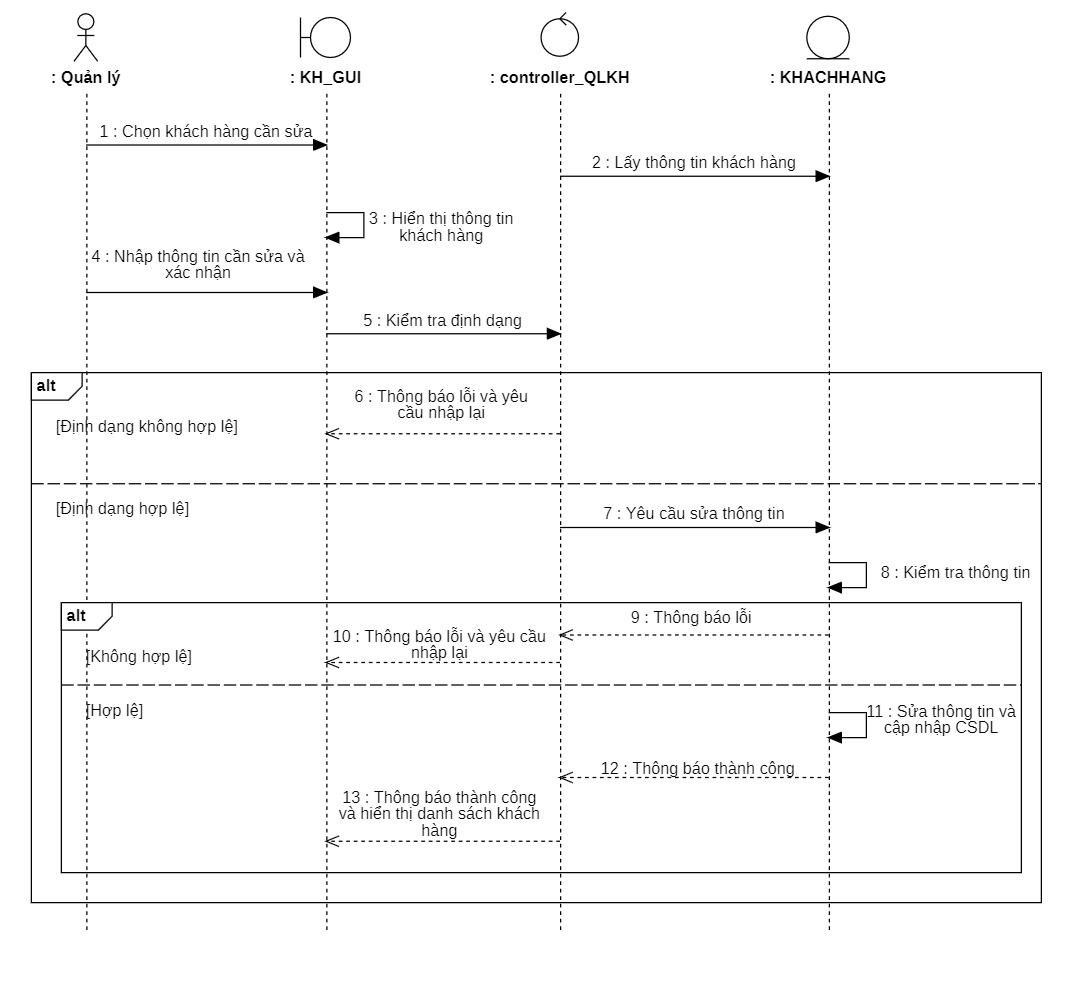 : Quản lý
: KH_GUI
: controller_QLKH
: KHACHHANG
1 : Chọn khách hàng cần sửa
2 : Lấy thông tin khách hàng
3 : Hiển thị thông tin
khách hàng
4 : Nhập thông tin cần sửa và
xác nhận
5 : Kiểm tra định dạng
alt
6 : Thông báo lỗi và yêu
cầu nhập lại
[Định dạng không hợp lệ]
[Định dạng hợp lệ]
7 : Yêu cầu sửa thông tin
8 : Kiểm tra thông tin
alt
9 : Thông báo lỗi
10 : Thông báo lỗi và yêu cầu
nhập lại
[Không hợp lệ]
[Hợp lệ]
11 : Sửa thông tin và
cập nhập CSDL
12 : Thông báo thành công
13 : Thông báo thành công
và hiển thị danh sách khách
hàng